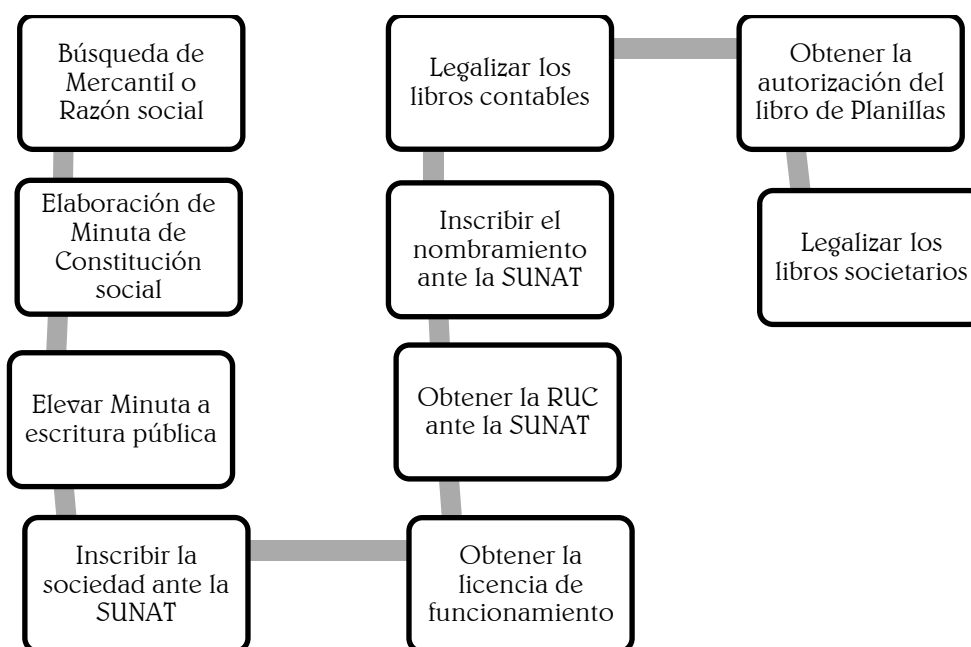 Búsqueda de
Mercantil o
Razón social
Elaboración de
Minuta de
Constitución
social
Elevar Minuta a
escritura pública
Inscribir la
sociedad ante la
SUNAT
Obtener la
licencia de
funcionamiento
Obtener la RUC
ante la SUNAT
Inscribir el
nombramiento
ante la SUNAT
Legalizar los
libros contables
Obtener la
autorización del
libro de Planillas
Legalizar los
libros societarios